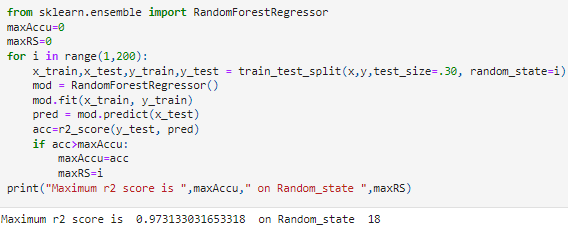 from sklearn.ensemble import RandomForestRegressor
maxAccu=0
maxRS=0
for i in range(1,200):
    x_train,x_test,y_train,y_test = train_test_split(x,y,test_size=.30, random_state=i)
    mod = RandomForestRegressor()
    mod.fit(x_train, y_train)
    pred = mod.predict(x_test)
    acc=r2_score(y_test, pred)
    if acc>maxAccu:
        maxAccu=acc
        maxRS=i
print("Maximum r2 score is ",maxAccu," on Random_state ",maxRS)
Maximum r2 score is  0.973133031653318  on Random_state  18